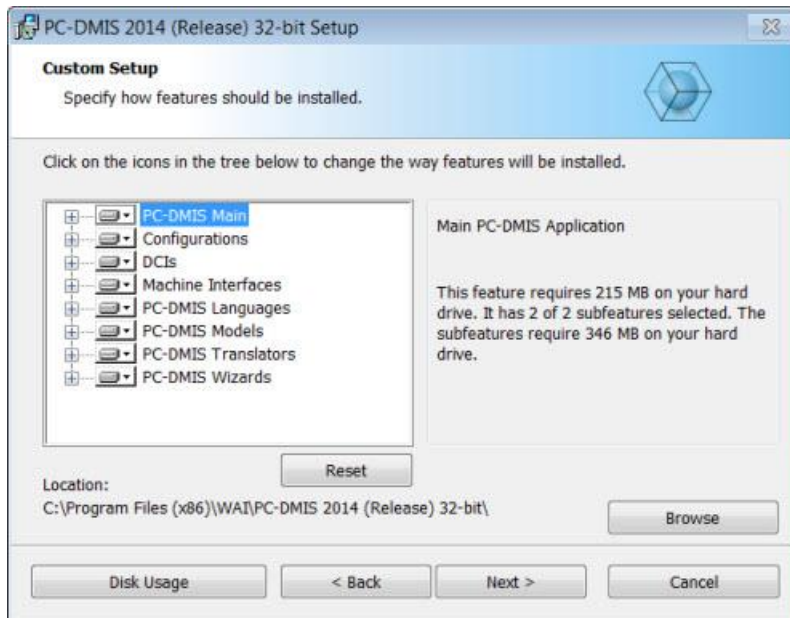 PC-DMIS 2014 (Release) 32-bit Setup
Custom Setup
Specify how features should be installed.
Click on the icons in the tree below to change the way features will be installed.
PC-DMIS Main
Configurations
DCIs
Machine Interfaces
PC-DMIS Languages
PC-DMIS Models
PC-DMIS Translators
PC-DMIS Wizards
Main PC-DMIS Application
This feature requires 215 MB on your hard
drive. It has 2 of 2 subfeatures selected. The
subfeatures require 346 MB on your hard
drive.
Reset
Location:
C:\Program Files (x86)\WAI\PC-DMIS 2014 (Release) 32-bit\
Browse
Disk Usage
< Back
Next >
Cancel